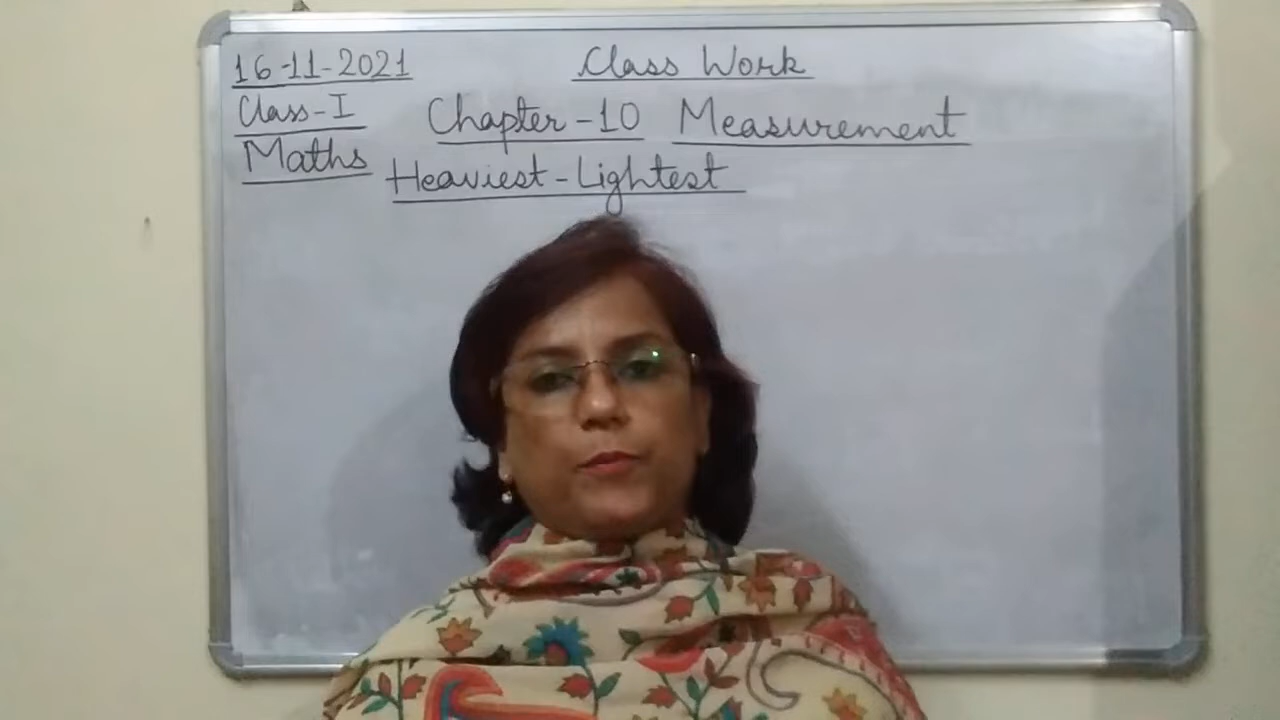 16-11-2021 Class Work
Class-I Chapter-10 Measurement
Maths Heaviest-Lightest